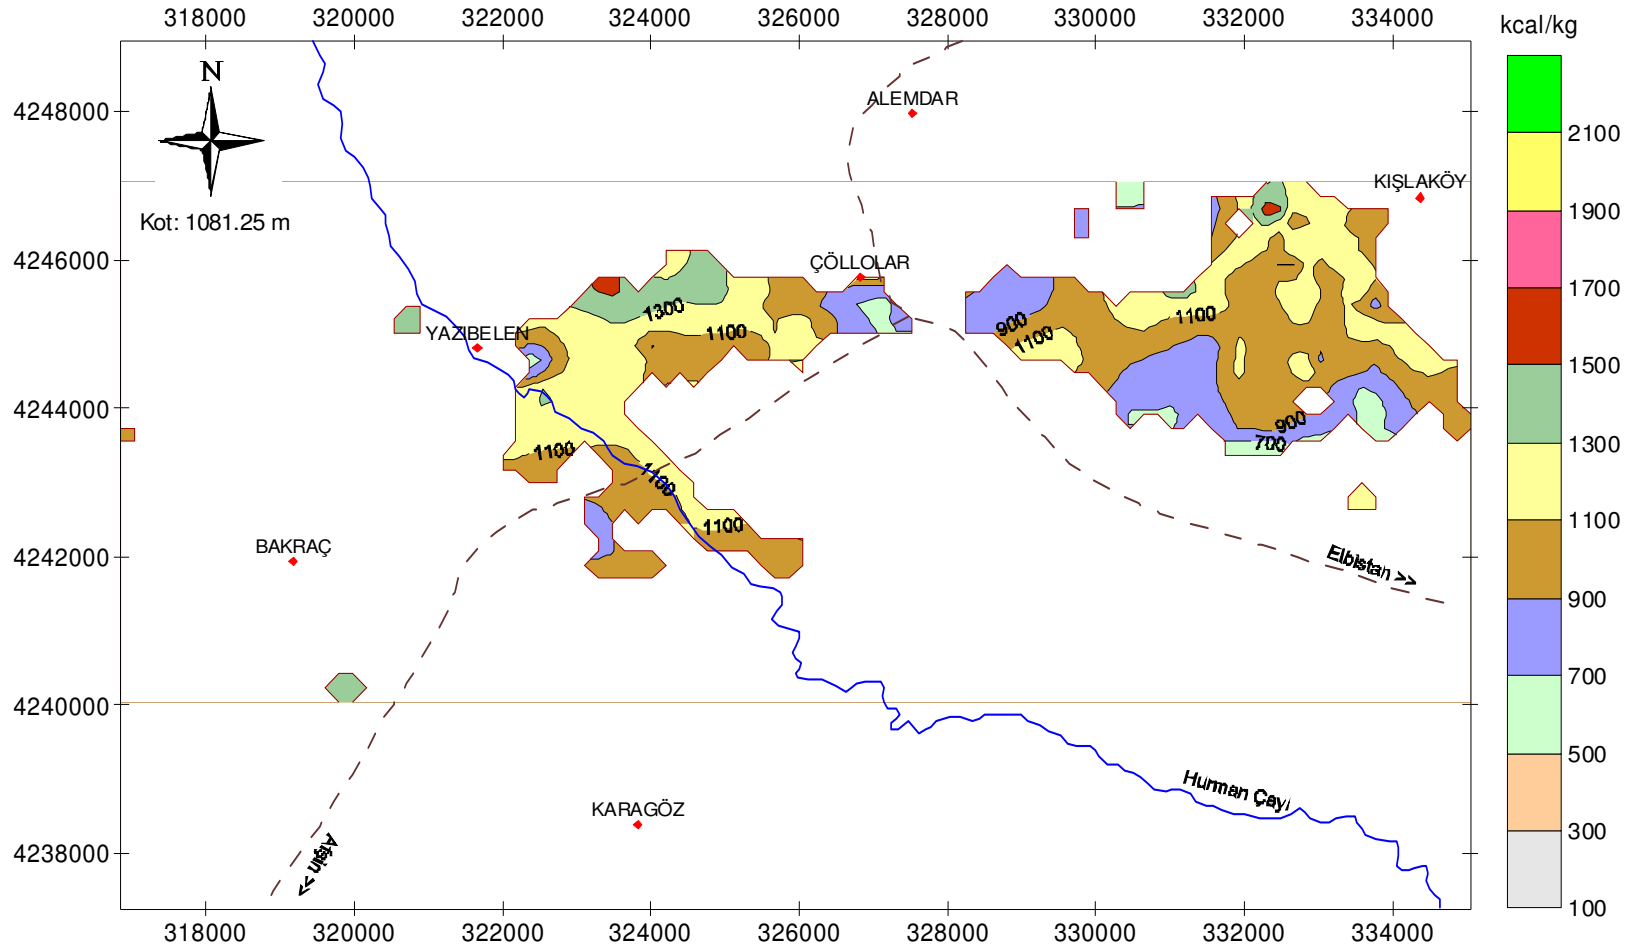 318000 320000 322000 324000 326000 328000 330000 332000 334000
kcal/kg
N
ALEMDAR
4248000
2100
KIŞLAKÖY
1900
Kot: 1081.25 m
4246000
ÇÖLLOLAR
1700
1300
1100
1100
900
1100
YAZIBELEN
1500
4244000
900
700
1300
1100
1100
1100
1100
BAKRAÇ
4242000
Elbistan >>
900
700
4240000
500
Hurman Çayı
KARAGÖZ
300
4238000
Afşin >>
100
318000 320000 322000 324000 326000 328000 330000 332000 334000